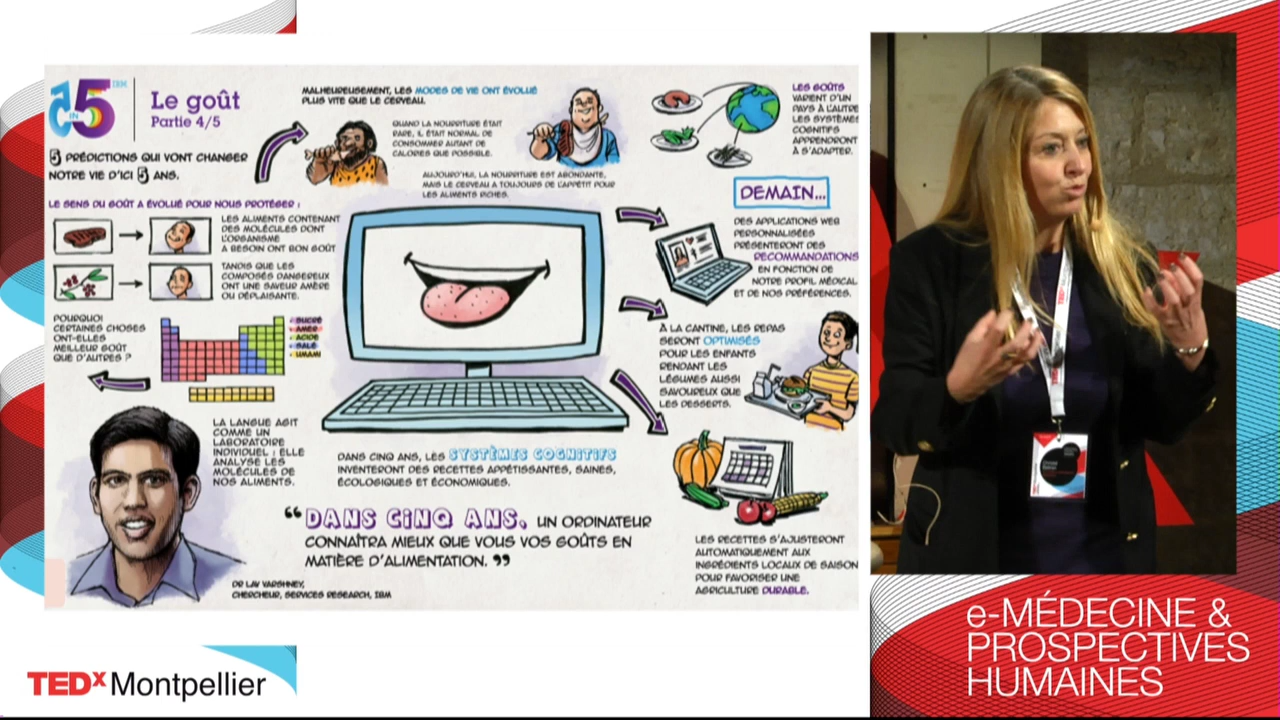 5 IN 5
IBM
Le goût
Partie 4/5
5 PRÉDICTIONS QUI VONT CHANGER
NOTRE VIE D'ICI 5 ANS.
MALHEUREUSEMENT, LES MODES DE VIE ONT ÉVOLUÉ
PLUS VITE QUE LE CERVEAU.
QUAND LA NOURRITURE ÉTAIT
RARE, IL ÉTAIT NORMAL DE
CONSOMMER AUTANT DE
CALORIES QUE POSSIBLE.
AUJOURD'HUI, LA NOURRITURE EST ABONDANTE,
MAIS LE CERVEAU A TOUJOURS DE L'APPÉTIT POUR
LES ALIMENTS RICHES.
LES GOÛTS
VARIENT D'UN
PAYS À L'AUTRE
LES SYSTÈMES
COGNITIFS
APPRENDRONT
À S'ADAPTER.
LE SENS DU GOÛT A ÉVOLUÉ POUR NOUS PROTÉGER :
LES ALIMENTS CONTENANT
DES MOLÉCULES DONT
L'ORGANISME
A BESOIN ONT BON GOÛT
TANDIS QUE LES
COMPOSÉS DANGEREUX
ONT UNE SAVEUR AMÈRE
OU DÉPLAISANTE.
POURQUOI
CERTAINES CHOSES
ONT-ELLES
MEILLEUR GOÛT
QUE D'AUTRES ?
SUCRÉ
AMER
ACIDE
SALÉ
UMAMI
LA LANGUE AGIT
COMME UN
LABORATOIRE
INDIVIDUEL : ELLE
ANALYSE LES
MOLÉCULES DE
NOS ALIMENTS.
DANS CINQ ANS, LES SYSTÈMES COGNITIFS
INVENTERONT DES RECETTES APPÉTISSANTES, SAINES,
ÉCOLOGIQUES ET ÉCONOMIQUES.
“DANS CINQ ANS, UN ORDINATEUR
CONNAÎTRA MIEUX QUE VOUS VOS GOÛTS EN
MATIÈRE D'ALIMENTATION.”
DR LAV VARSHNEY,
CHERCHEUR, SERVICES RESEARCH, IBM
DEMAIN...
DES APPLICATIONS WEB
PERSONNALISÉES
PRÉSENTERONT DES
RECOMMANDATIONS
EN FONCTION DE
NOTRE PROFIL MÉDICAL
ET DE NOS PRÉFÉRENCES.
À LA CANTINE, LES REPAS
SERONT OPTIMISÉS
POUR LES ENFANTS
RENDANT LES
LÉGUMES AUSSI
SAVOUREUX QUE
LES DESSERTS.
LES RECETTES S'AJUSTERONT
AUTOMATIQUEMENT AUX
INGRÉDIENTS LOCAUX DE SAISON
POUR FAVORISER UNE
AGRICULTURE DURABLE.
TEDx
TEDxMontpellier
e-MÉDECINE &
PROSPECTIVES
HUMAINES